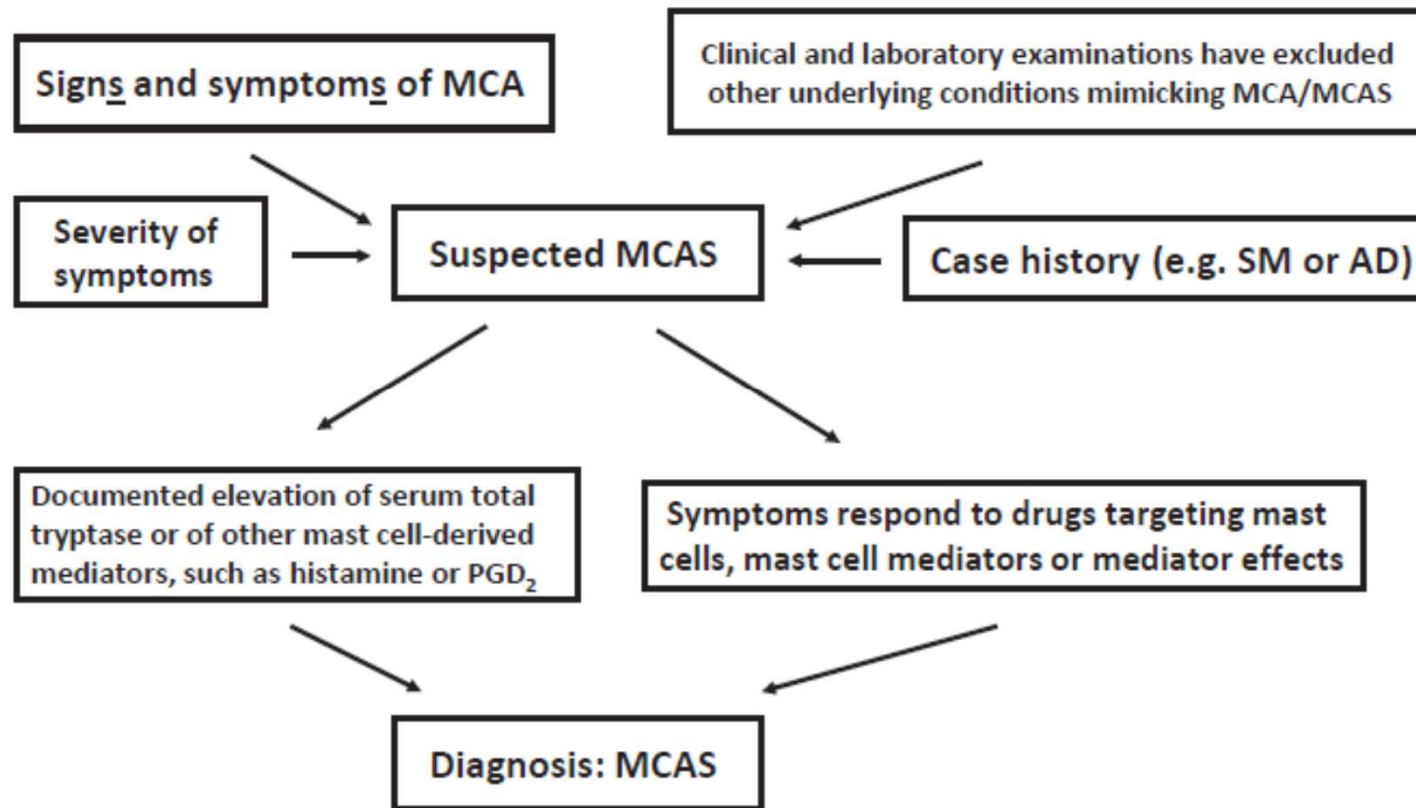 Signs and symptoms of MCA
Clinical and laboratory examinations have excluded
other underlying conditions mimicking MCA/MCAS
Severity of
symptoms
Suspected MCAS
Case history (e.g. SM or AD)
Documented elevation of serum total
tryptase or of other mast cell-derived
mediators, such as histamine or PGD₂
Symptoms respond to drugs targeting mast
cells, mast cell mediators or mediator effects
Diagnosis: MCAS